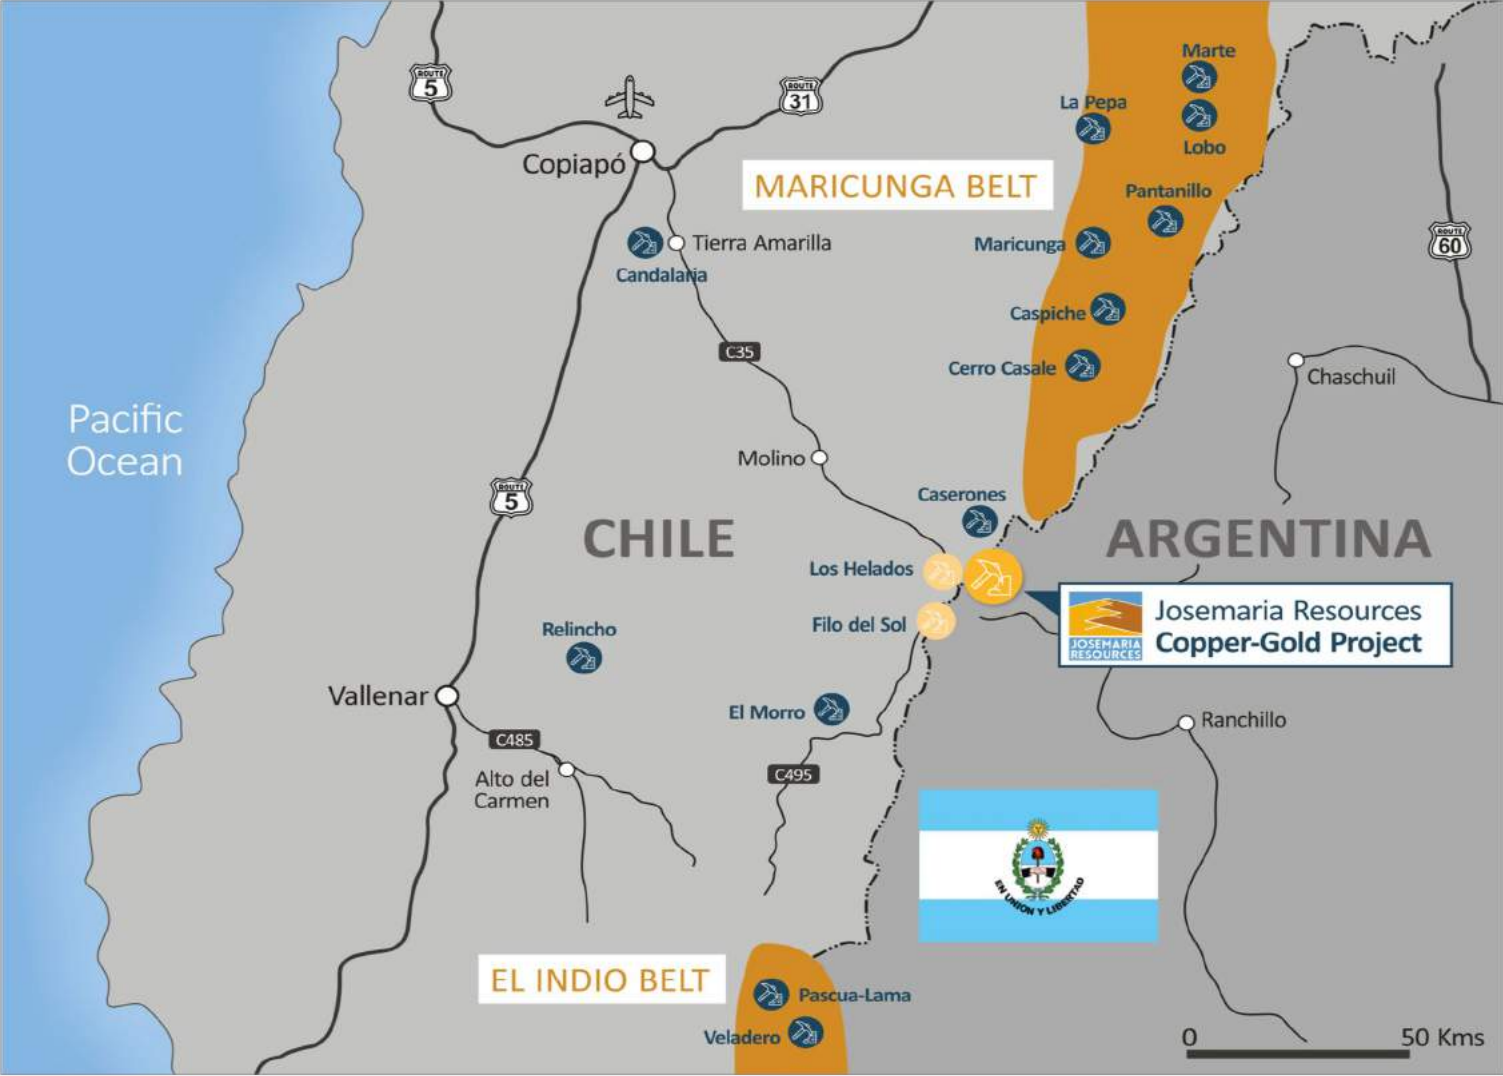 ROUTE
5
ROUTE
31
Copiapó
Marte
La Pepa
Lobo
MARICUNGA BELT
Pantanillo
Candalaria
Tierra Amarilla
Maricunga
ROUTE
60
Caspiche
C35
Cerro Casale
Chaschuil
Pacific
Ocean
Molino
ROUTE
5
Caserones
CHILE
ARGENTINA
Los Helados
Filo del Sol
JOSEMARIA
RESOURCES
Josemaria Resources
Copper-Gold Project
Relincho
Vallenar
El Morro
Ranchillo
C485
Alto del
Carmen
C495
EN UNION Y LIBERTAD
EL INDIO BELT
Pascua-Lama
Veladero
0 50 Kms